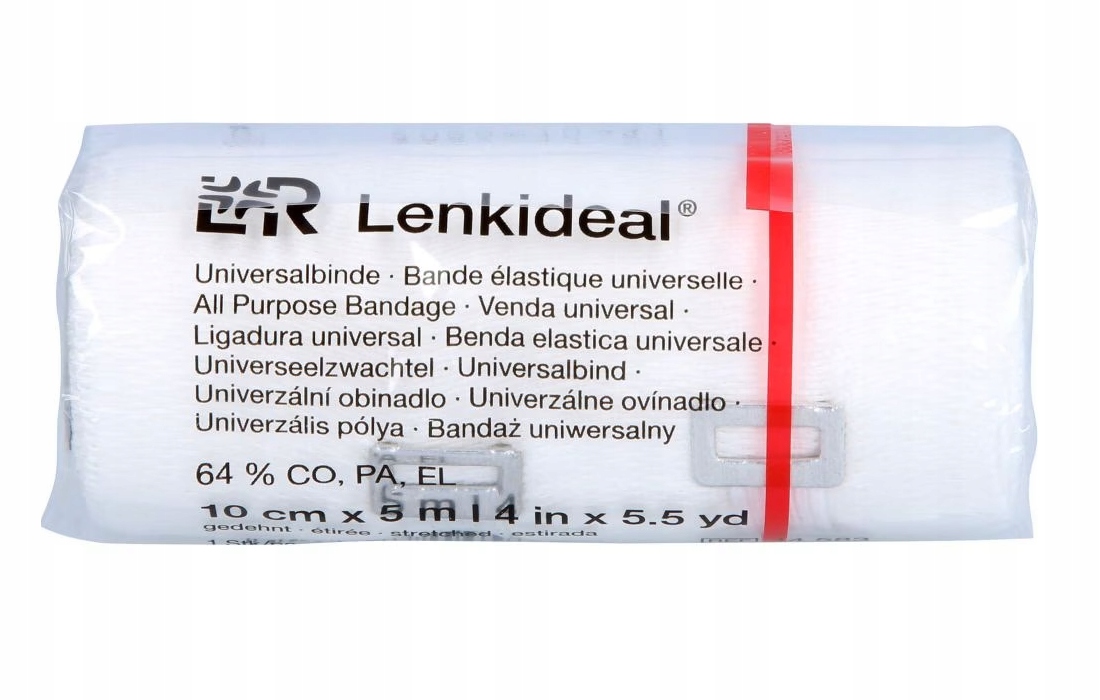 L&R Lenkideal®
Universalbinde · Bande élastique universelle ·
All Purpose Bandage · Venda universal ·
Ligadura universal · Benda elastica universale ·
Universeelzwachtel · Universalbind ·
Univerzální obinadlo · Univerzálne ovínadlo ·
Univerzális pólya · Bandaż uniwersalny
64 % CO, PA, EL
10 cm x 5 m | 4 in x 5.5 yd
gedehnt · étirée · stretched · estirada